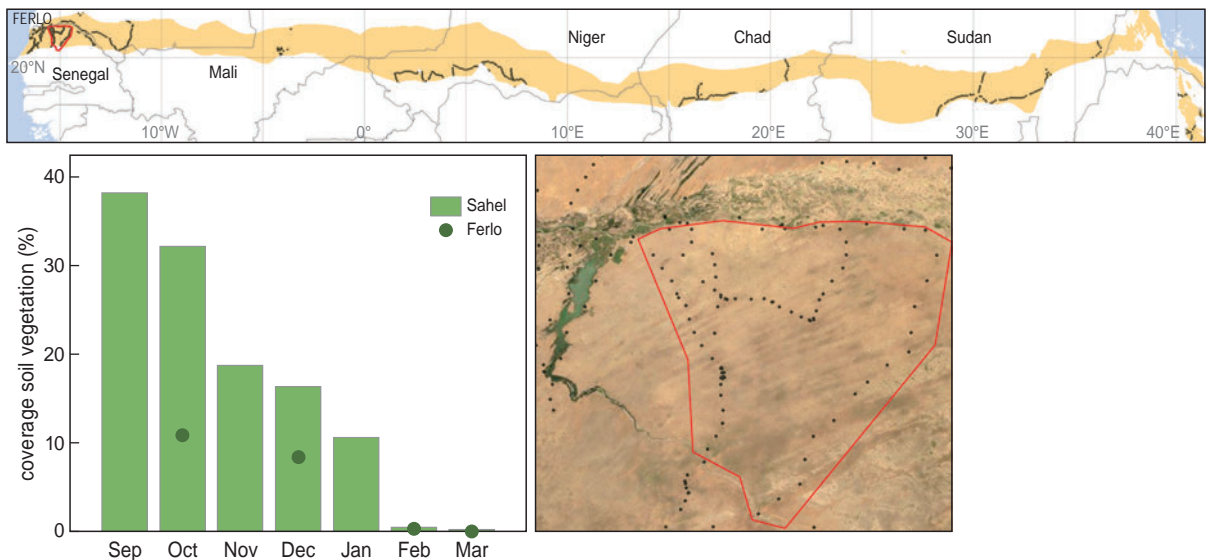 FERLO
Niger
Chad
Sudan
20°N
Senegal
Mali
10°W
0°
10°E
20°E
30°E
40°E
coverage soil vegetation (%)
40
30
20
10
0
Sahel
Ferlo
Sep Oct Nov Dec Jan Feb Mar